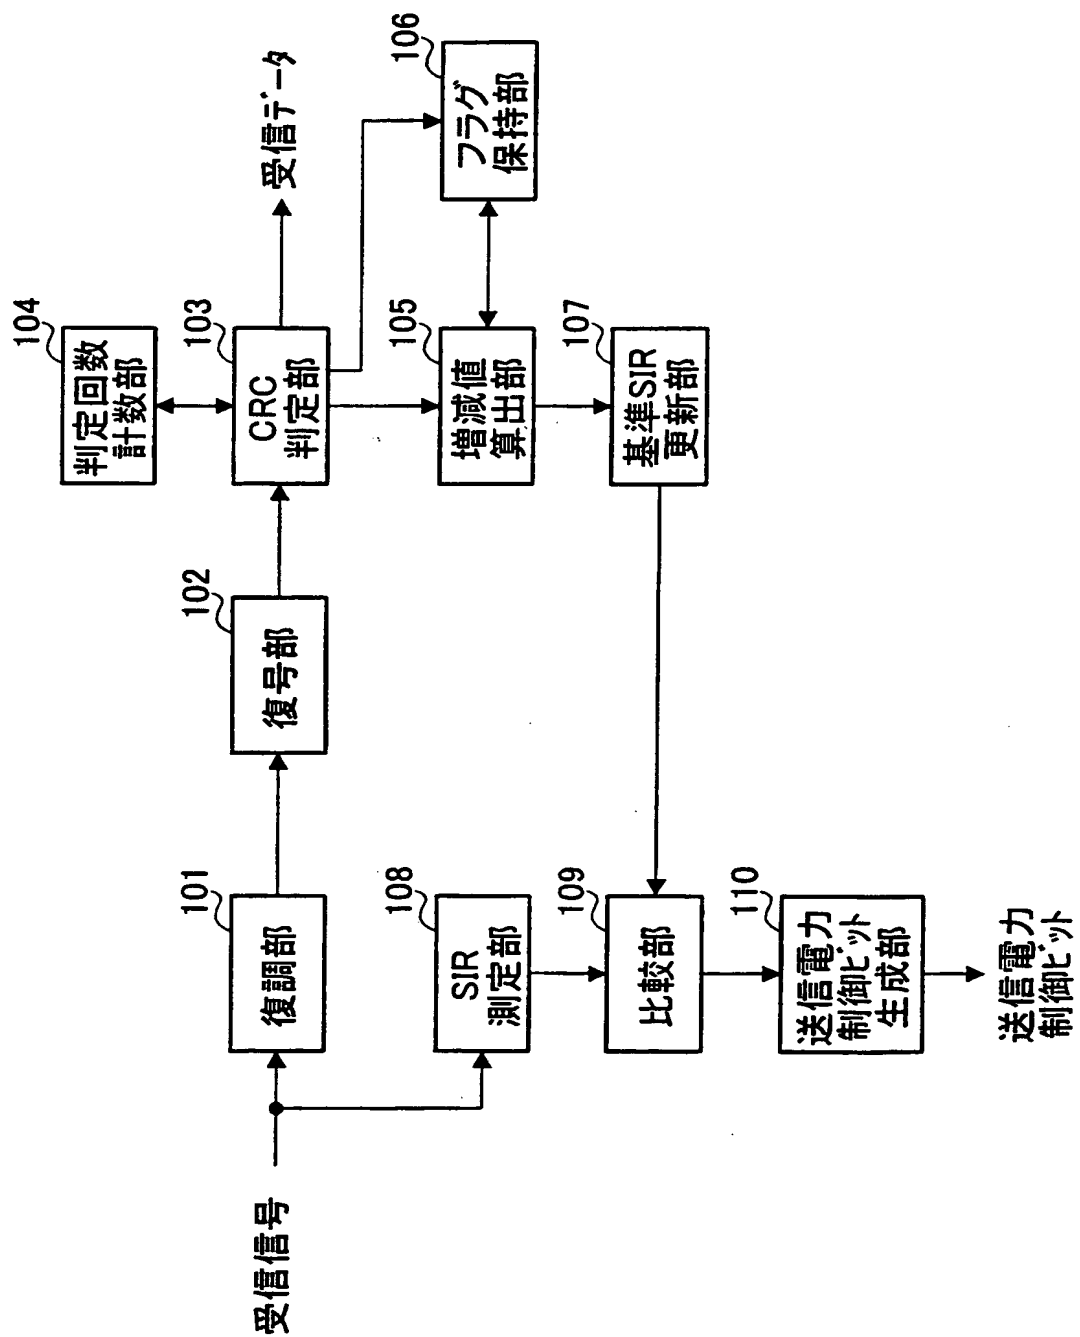 受信信号
101
復調部
102
復号部
103
CRC
判定部
104
判定回数
計数部
受信データ
105
増減値
算出部
106
フラグ
保持部
107
基準SIR
更新部
108
SIR
測定部
109
比較部
110
送信電力
制御ビット
生成部
送信電力
制御ビット